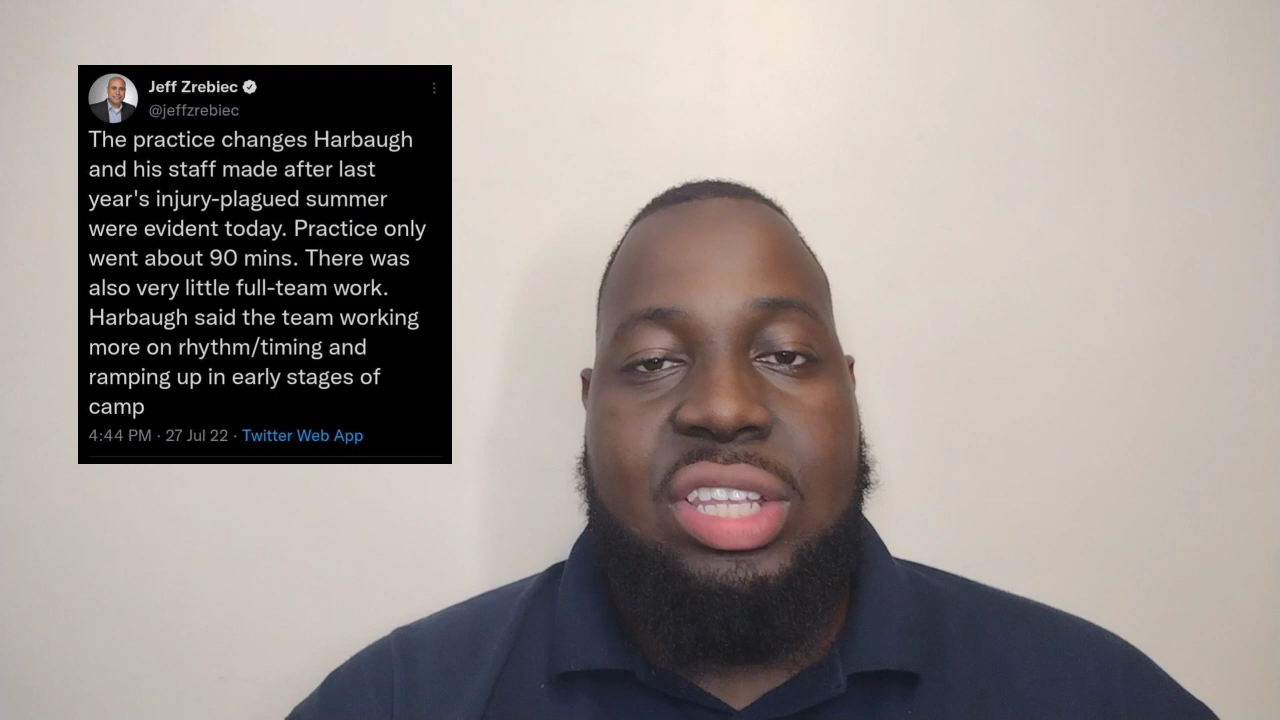 Jeff Zrebiec
@jeffzrebiec
The practice changes Harbaugh
and his staff made after last
year's injury-plagued summer
were evident today. Practice only
went about 90 mins. There was
also very little full-team work.
Harbaugh said the team working
more on rhythm/timing and
ramping up in early stages of
camp
4:44 PM · 27 Jul 22 · Twitter Web App